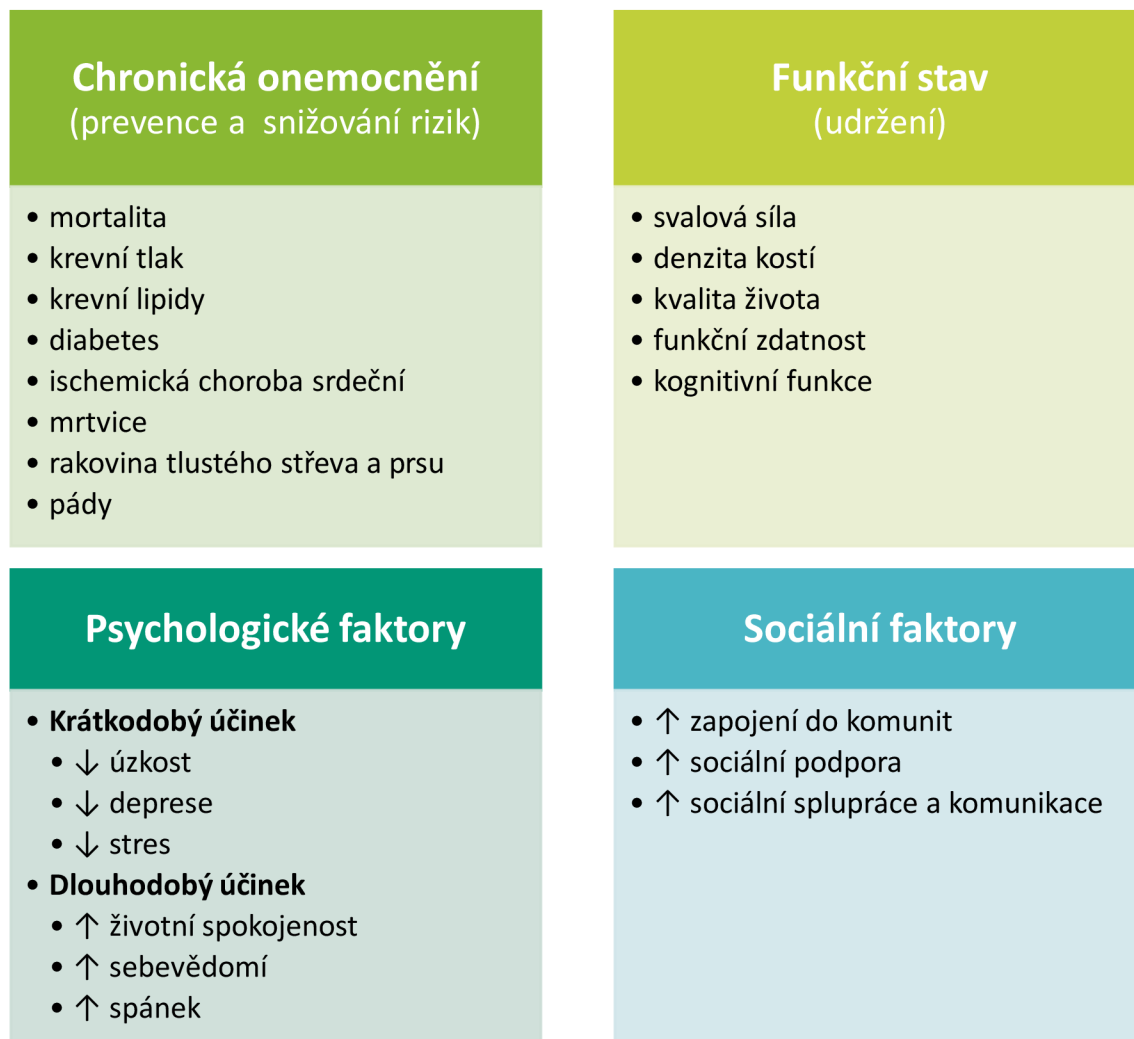 Chronická onemocnění
(prevence a  snižování rizik)
• mortalita
• krevní tlak
• krevní lipidy
• diabetes
• ischemická choroba srdeční
• mrtvice
• rakovina tlustého střeva a prsu
• pády
Funkční stav
(udržení)
• svalová síla
• denzita kostí
• kvalita života
• funkční zdatnost
• kognitivní funkce
Psychologické faktory
• Krátkodobý účinek
• ↓ úzkost
• ↓ deprese
• ↓ stres
• Dlouhodobý účinek
• ↑ životní spokojenost
• ↑ sebevědomí
• ↑ spánek
Sociální faktory
• ↑ zapojení do komunit
• ↑ sociální podpora
• ↑ sociální splupráce a komunikace